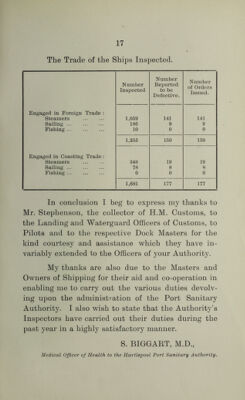 17
The Trade of the Ships Inspected.
Number Inspected
Number Reported to be Defective.
Number of Orders Issued.
Engaged in Foreign Trade :
Steamers ... ... 1,059 141 141
Sailing ... ... ... 186 9 9
Fishing ... ... ... 10 0 0
1,255 150 150
Engaged in Coasting Trade :
Steamers ... ... 348 19 19
Sailing ... ... ... 78 8 8
Fishing ... ... ... 0 0 0
1,681 177 177
In conclusion I beg to express my thanks to
Mr. Stephenson, the collector of H.M. Customs, to
the Landing and Waterguard Officers of Customs, to
Pilots and to the respective Dock Masters for the
kind courtesy and assistance which they have in-
variably extended to the Officers of your Authority.
My thanks are also due to the Masters and
Owners of Shipping for their aid and co-operation in
enabling me to carry out the various duties devolv-
ing upon the administration of the Port Sanitary
Authority. I also wish to state that the Authority's
Inspectors have carried out their duties during the
past year in a highly satisfactory manner.
S. BIGGART, M.D.,
Medical Officer of Health to the Hartlepool Port Sanitary Authority.